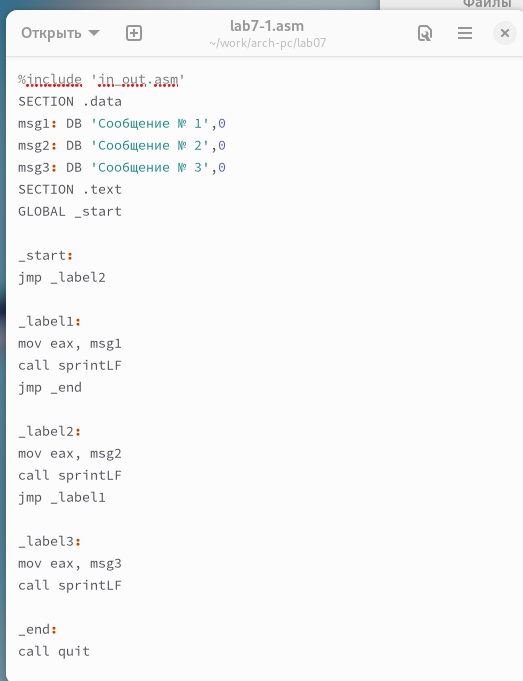 Файлы
Открыть
lab7-1.asm
~/work/arch-pc/lab07
%include 'in_out.asm'
SECTION .data
msg1: DB 'Сообщение № 1',0
msg2: DB 'Сообщение № 2',0
msg3: DB 'Сообщение № 3',0
SECTION .text
GLOBAL _start
_start:
jmp _label2
_label1:
mov eax, msg1
call sprintLF
jmp _end
_label2:
mov eax, msg2
call sprintLF
jmp _label1
_label3:
mov eax, msg3
call sprintLF
_end:
call quit